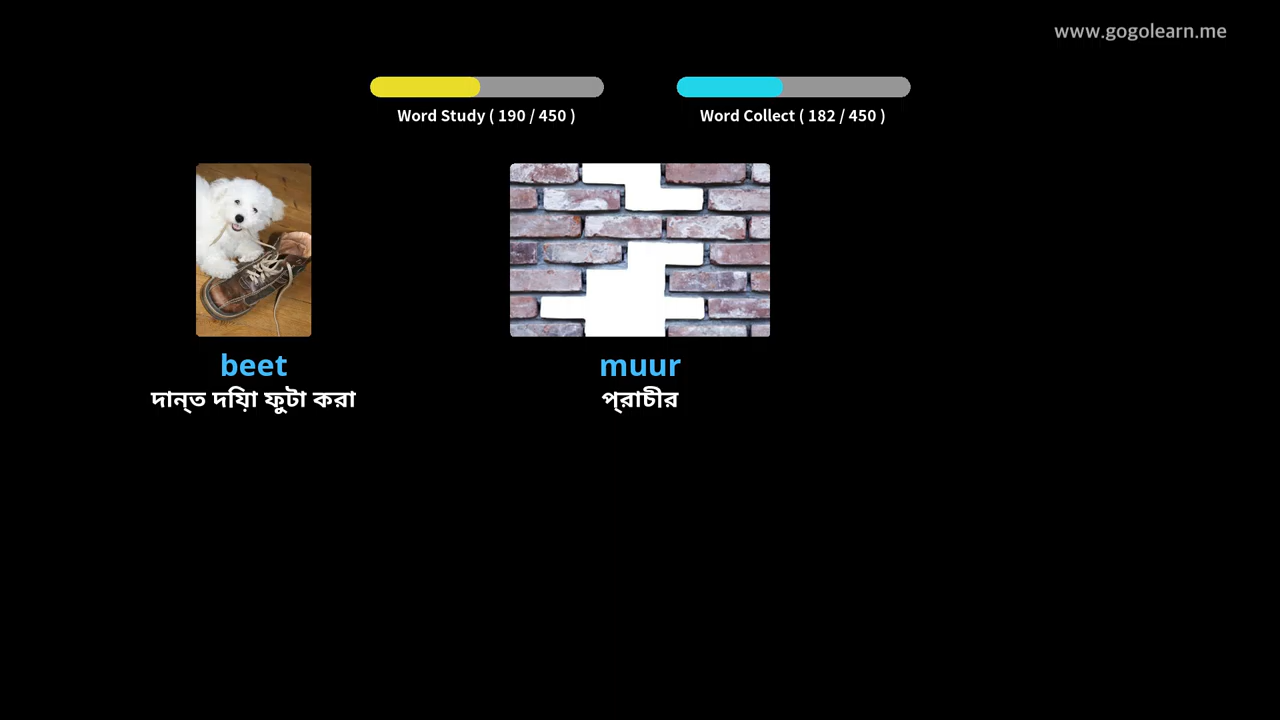 www.gogolearn.me
Word Study ( 190 / 450 )
Word Collect ( 182 / 450 )
beet
muur
দান্ত দিয়া ফুটা করা
প্রাচীর